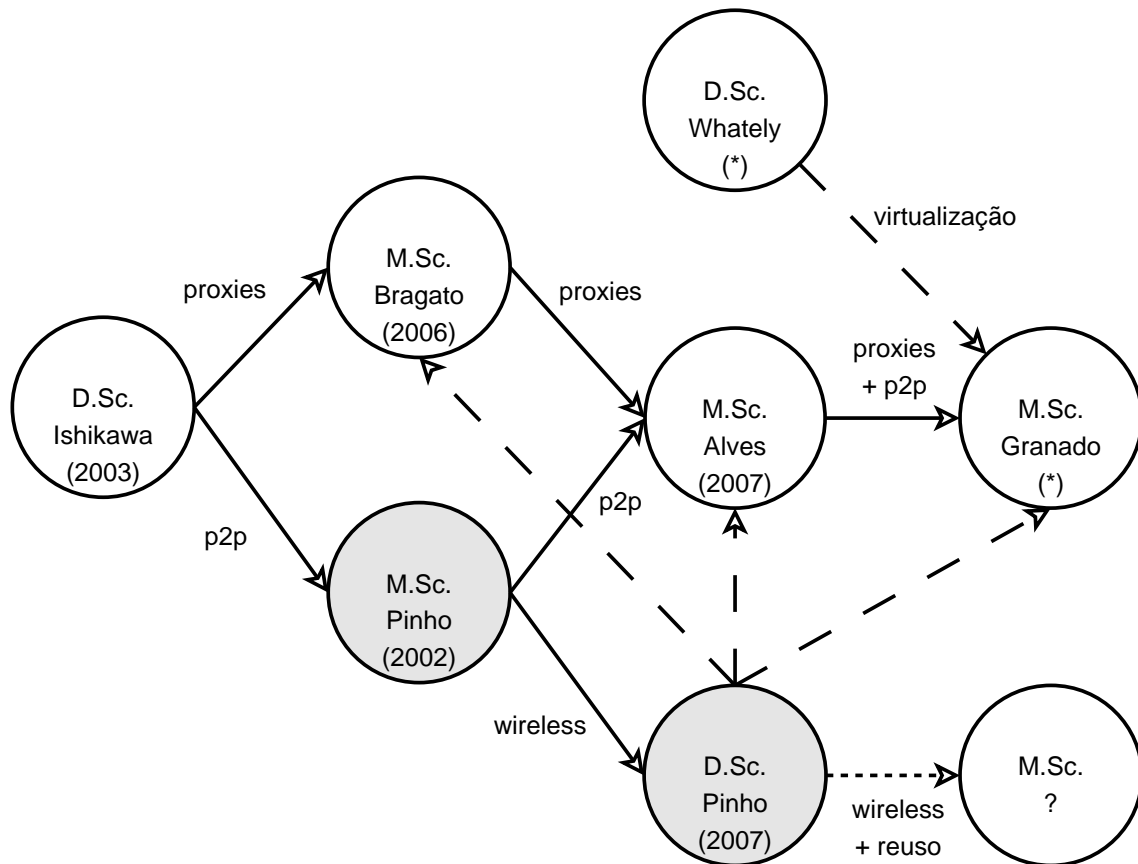 D.Sc.
Whately
(*)
virtualização
M.Sc.
Bragato
(2006)
proxies
proxies
D.Sc.
Ishikawa
(2003)
M.Sc.
Alves
(2007)
proxies
+ p2p
M.Sc.
Granado
(*)
p2p
p2p
M.Sc.
Pinho
(2002)
wireless
D.Sc.
Pinho
(2007)
wireless
+ reuso
M.Sc.
?